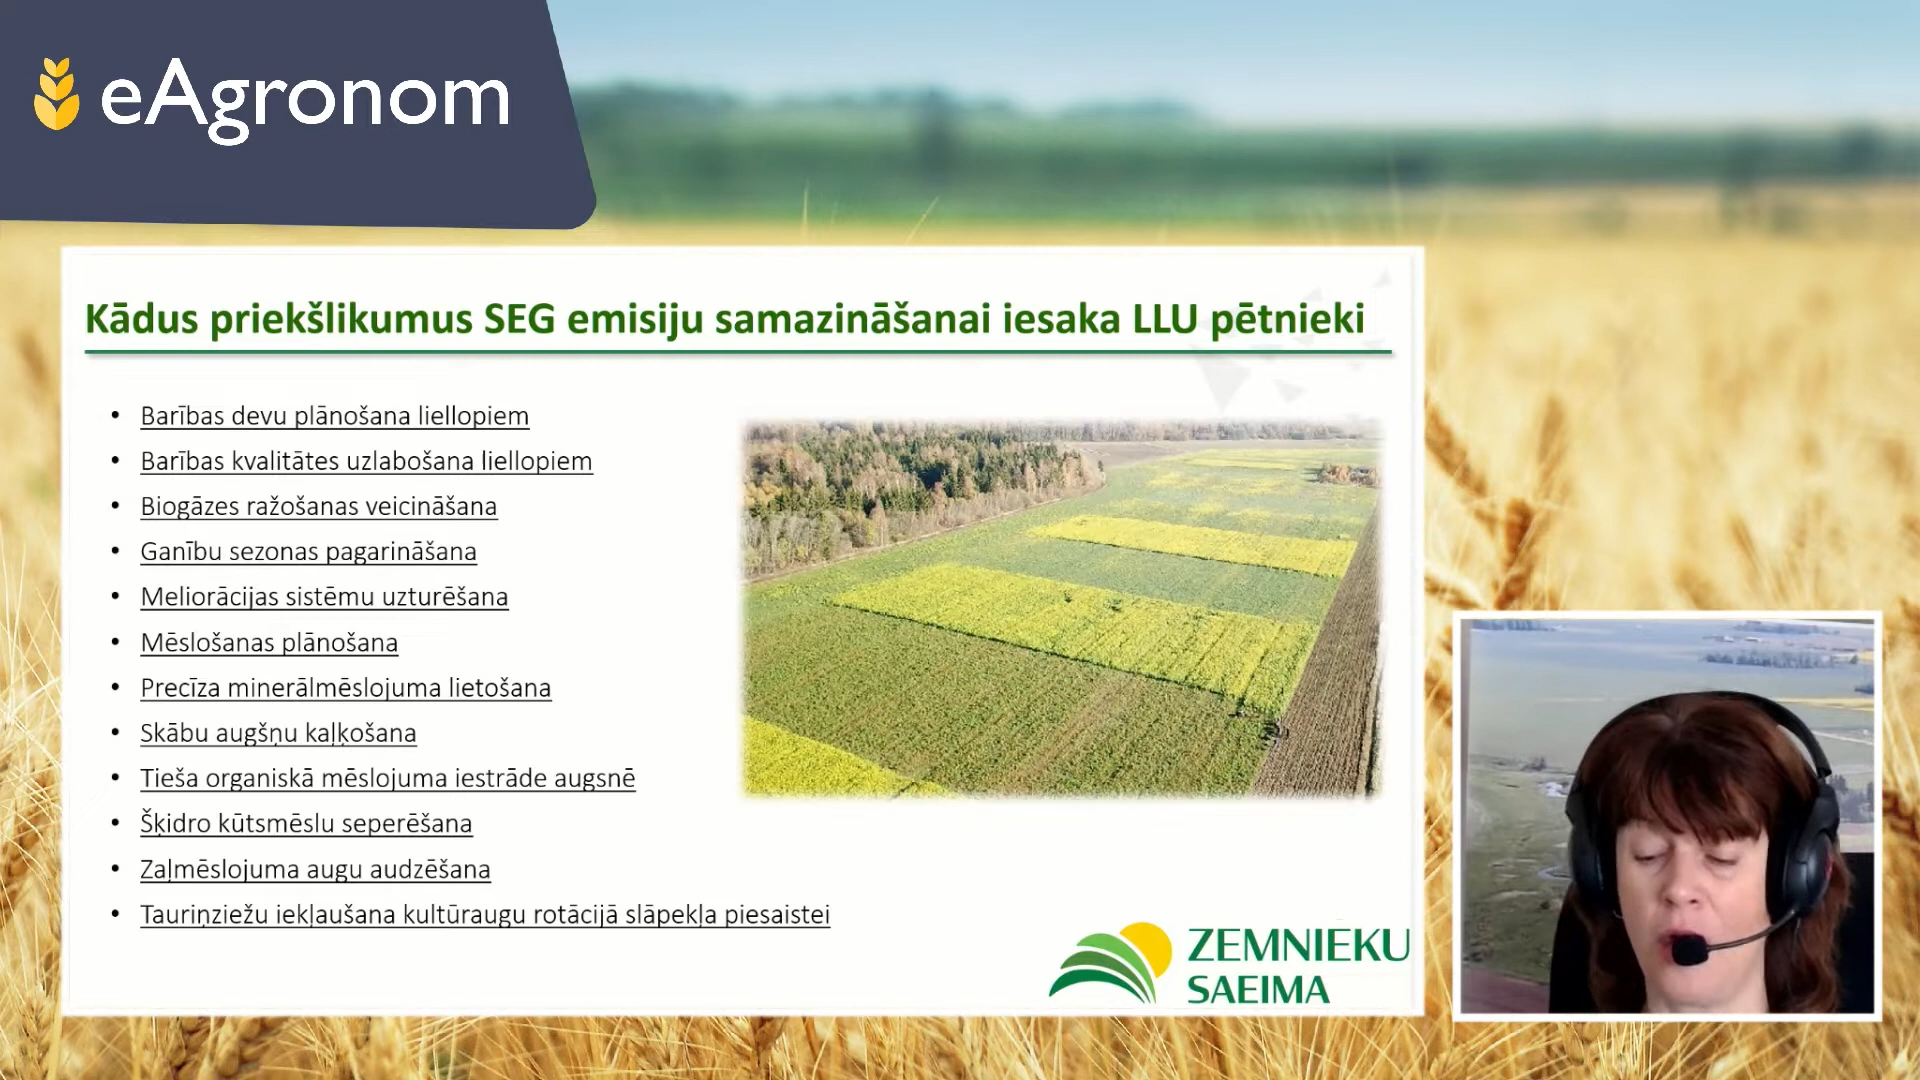 eAgronom
Kādus priekšlikumus SEG emisiju samazināšanai iesaka LLU pētnieki
• Barības devu plānošana liellopiem
• Barības kvalitātes uzlabošana liellopiem
• Biogāzes ražošanas veicināšana
• Ganību sezonas pagarināšana
• Meliorācijas sistēmu uzturēšana
• Mēslošanas plānošana
• Precīza minerālmēslojuma lietošana
• Skābu augšņu kaļķošana
• Tieša organiskā mēslojuma iestrāde augsnē
• Šķidro kūtsmēslu seperēšana
• Zaļmēslojuma augu audzēšana
• Tauriņziežu iekļaušana kultūraugu rotācijā slāpekļa piesaistei
ZEMNIEKU
SAEIMA